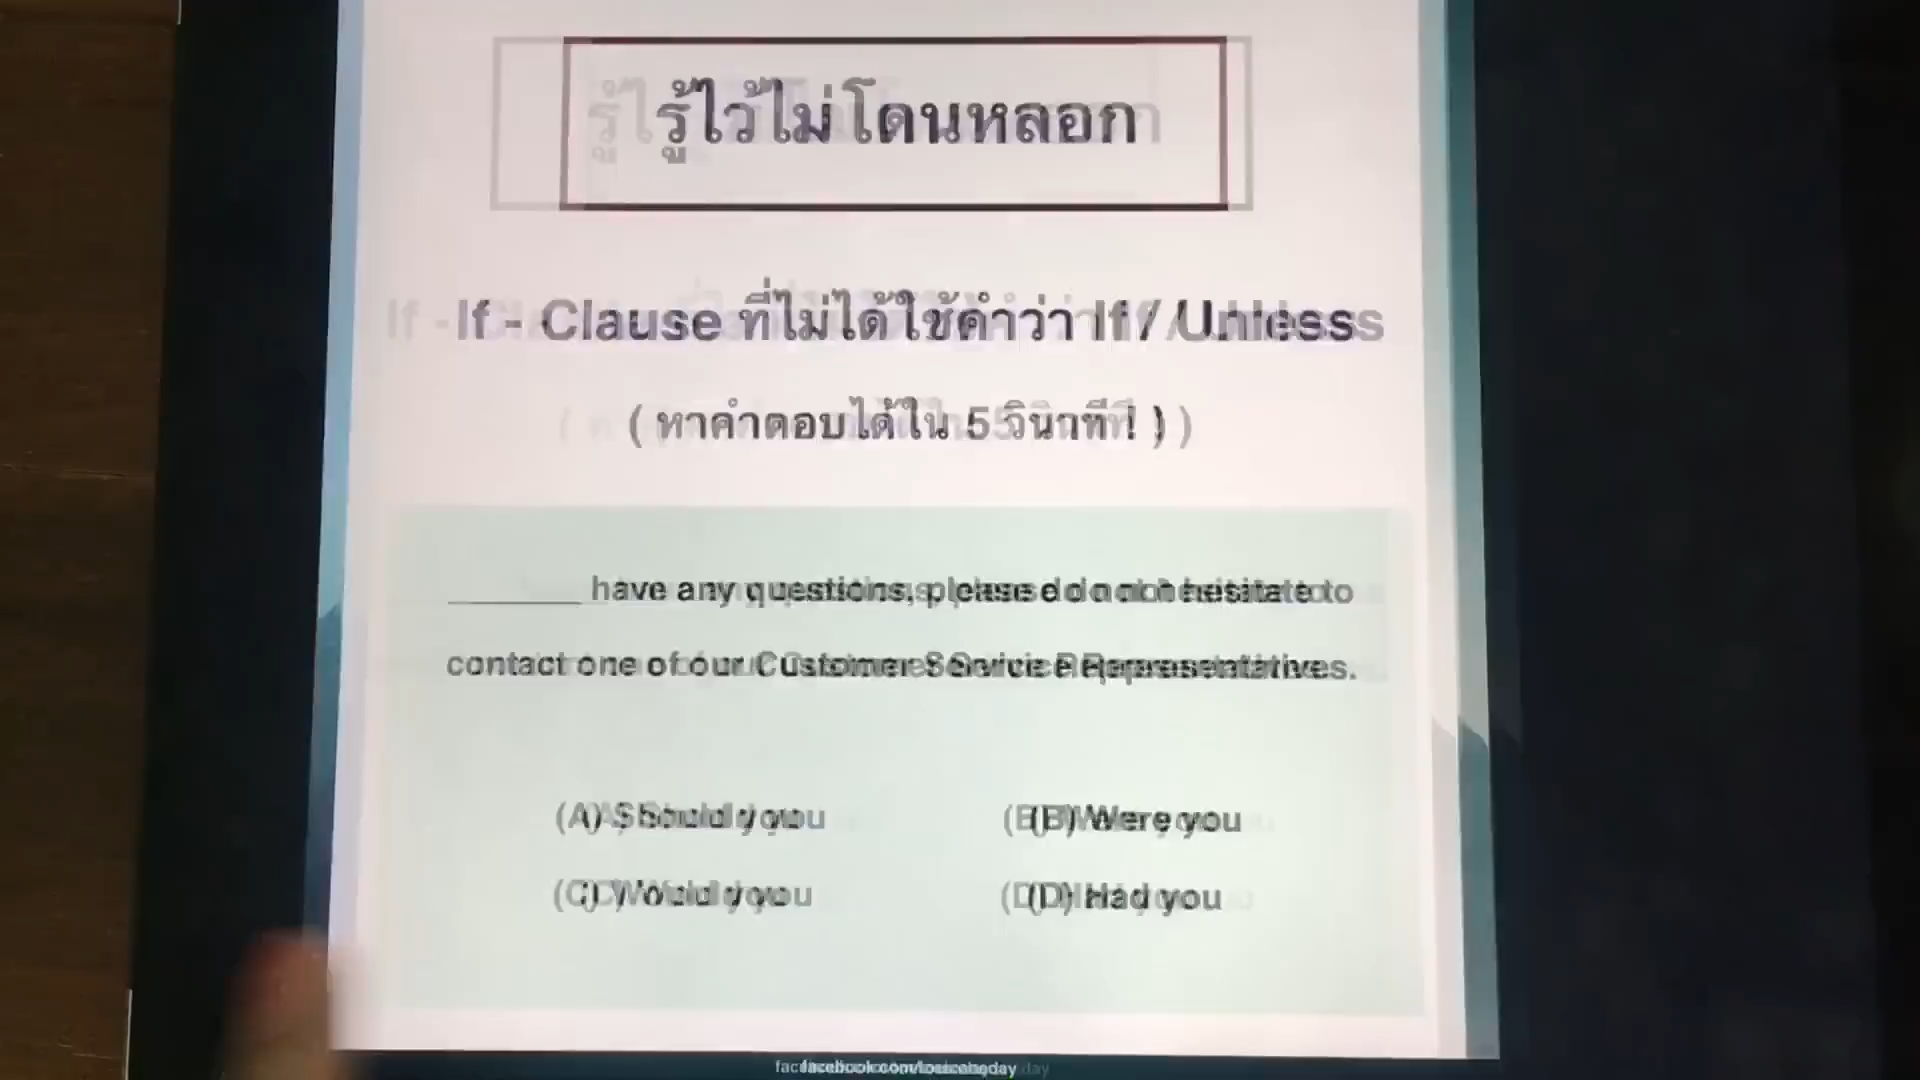 รู้ไว้ไม่โดนหลอก
If - Clause ที่ไม่ได้ใช้คำว่า If / Unless
( หาคำตอบได้ใน 5 วินาที ! )
________ have any questions, please do not hesitate to
contact one of our Customer Service Representatives.
(A) Should you (B) Were you
(C) Would you (D) Had you